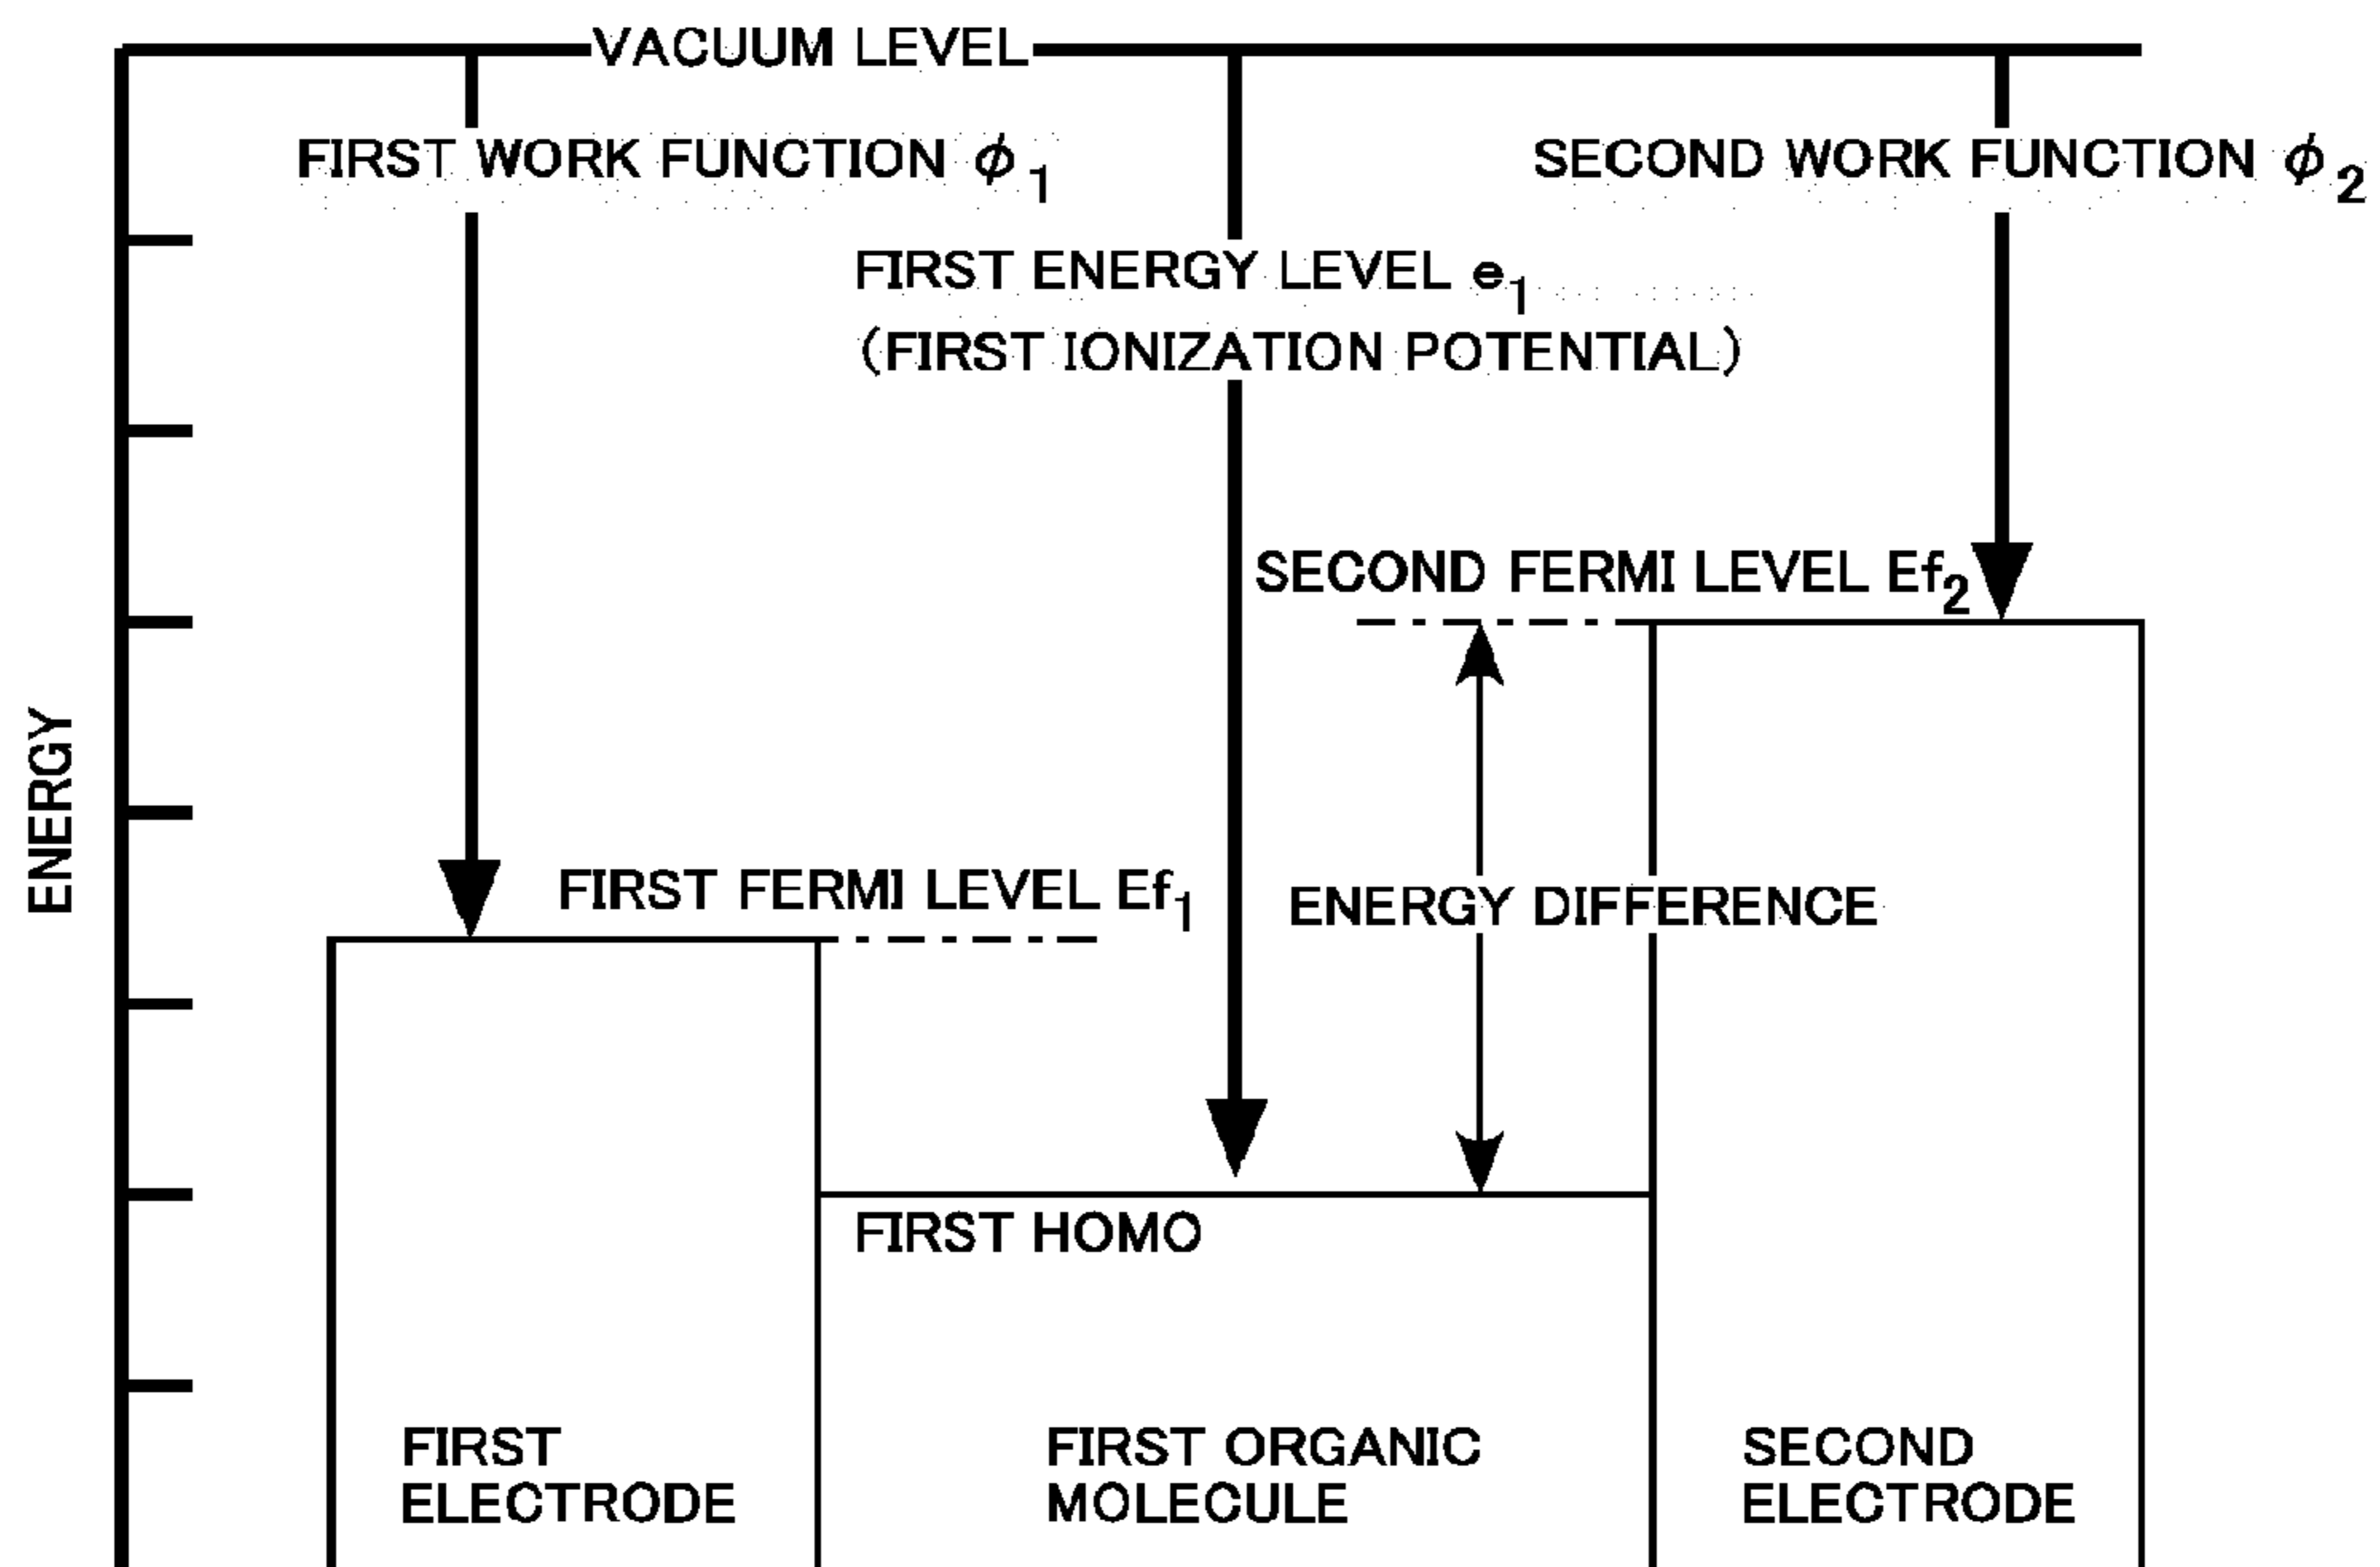 VACUUM LEVEL
FIRST WORK FUNCTION ϕ1
SECOND WORK FUNCTION ϕ2
FIRST ENERGY LEVEL e1
(FIRST IONIZATION POTENTIAL)
SECOND FERMI LEVEL Ef2
ENERGY
FIRST FERMI LEVEL Ef1
ENERGY DIFFERENCE
FIRST HOMO
FIRST
ELECTRODE
FIRST ORGANIC
MOLECULE
SECOND
ELECTRODE